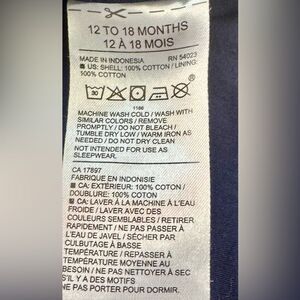 12 TO 18 MONTHS
12 À 18 MOIS
MADE IN INDONESIA RN 54023
US: SHELL: 100% COTTON / LINING:
100% COTTON
30
1166
MACHINE WASH COLD / WASH WITH
SIMILAR COLORS / REMOVE
PROMPTLY / DO NOT BLEACH /
TUMBLE DRY LOW / WARM IRON AS
NEEDED / DO NOT DRY CLEAN
NOT INTENDED FOR USE AS
SLEEPWEAR.
CA 17897
FABRIQUE EN INDONISIE
CA: EXTÉRIEUR: 100% COTON /
DOUBLURE: 100% COTON
CA: LAVER À LA MACHINE À L'EAU
FROIDE / LAVER AVEC DES
COULEURS SEMBLABLES / RETIRER
RAPIDEMENT / NE PAS PASSER À
L'EAU DE JAVEL / SÉCHER PAR
CULBUTAGE À BASSE
TEMPÉRATURE / REPASSER À
TEMPÉRATURE MOYENNE AU
BESOIN / NE PAS NETTOYER À SEC
S'IL Y A DES MOTIFS
NE PAS PORTER POUR DORMIR.